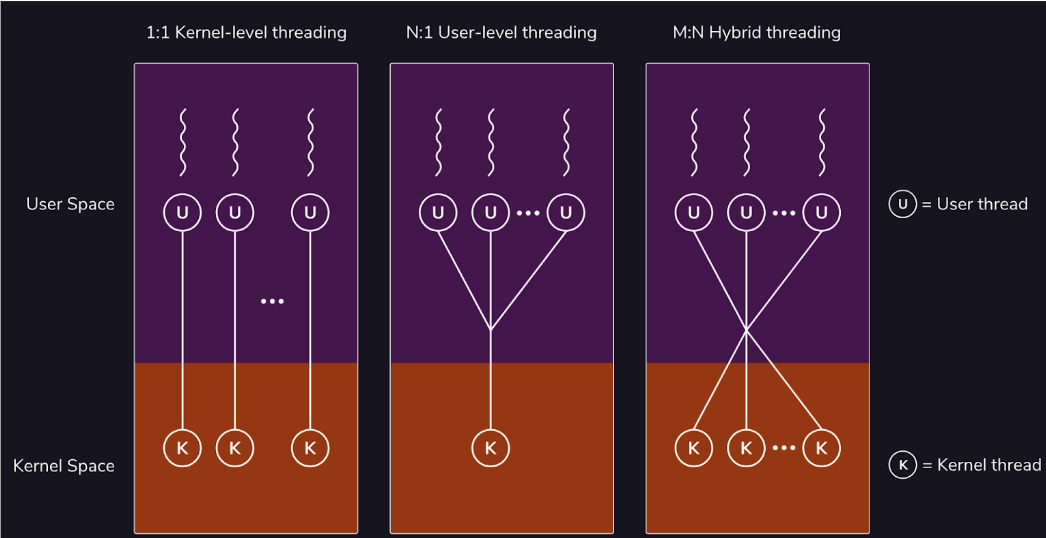 1:1 Kernel-level threading
N:1 User-level threading
M:N Hybrid threading
User Space
U U U
U U ••• U
U U ••• U
U = User thread
•••
Kernel Space
K K K
K
K K ••• K
K = Kernel thread